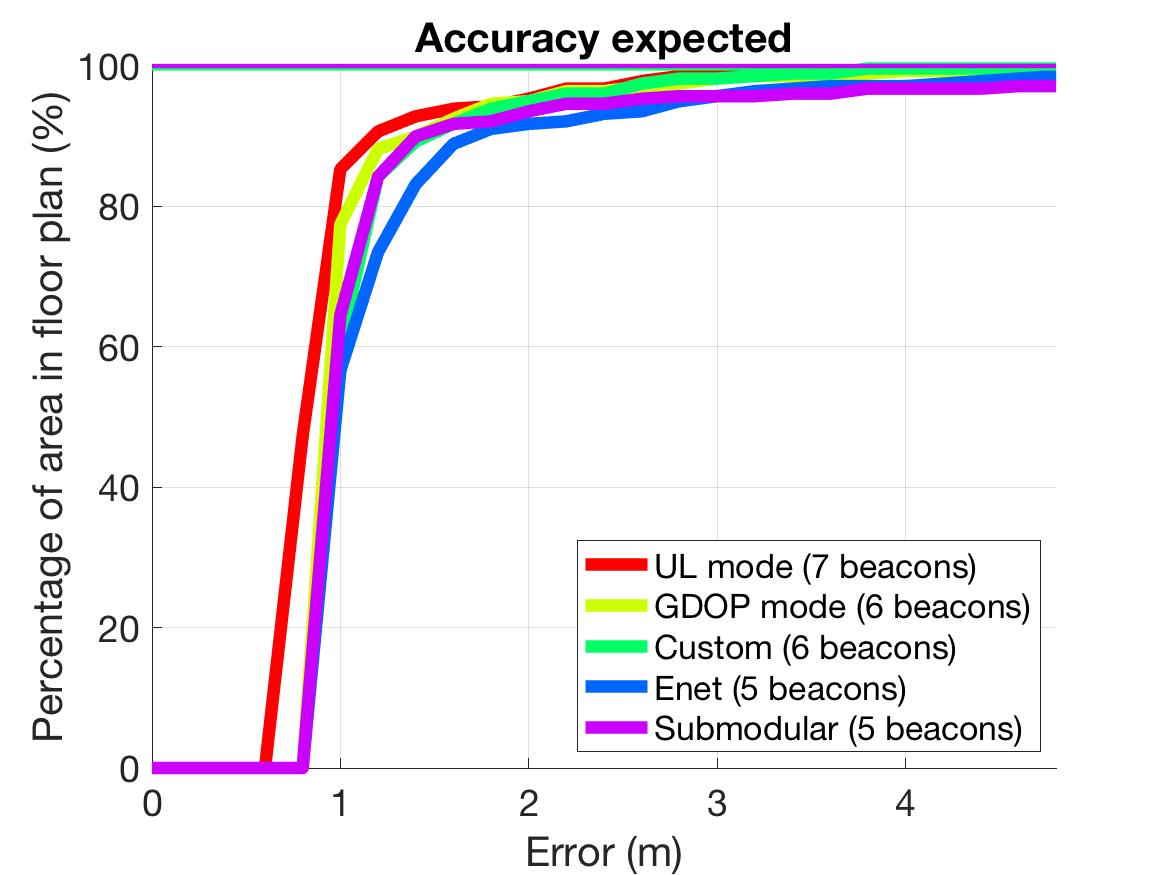 Accuracy expected
Percentage of area in floor plan (%)
100
80
60
40
20
0
0 1 2 3 4
Error (m)
UL mode (7 beacons)
GDOP mode (6 beacons)
Custom (6 beacons)
Enet (5 beacons)
Submodular (5 beacons)